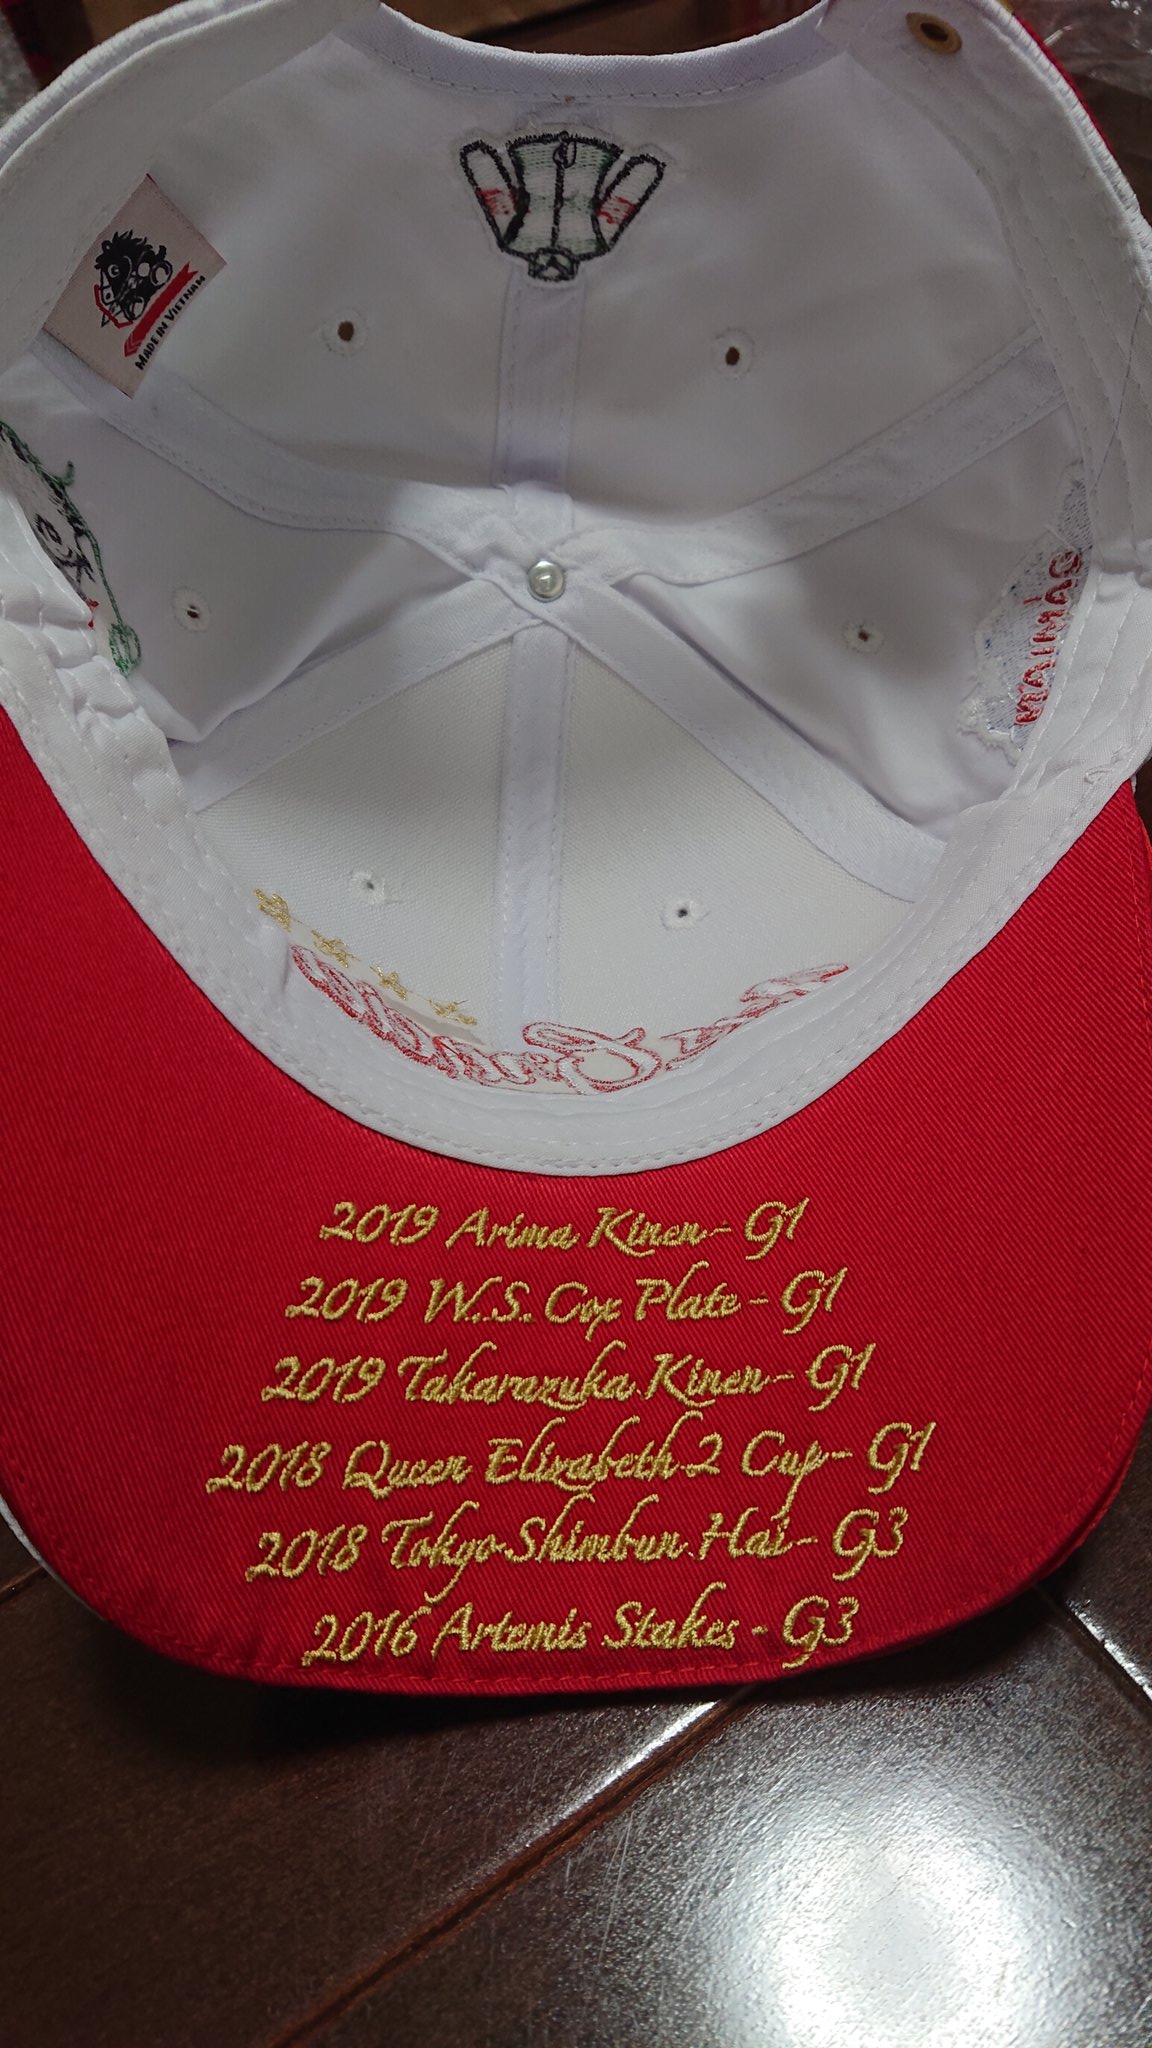 MADE IN VIETNAM
2019 Arima Kinen - G1
2019 W.S. Cox Plate - G1
2019 Takarazuka Kinen - G1
2018 Queen Elizabeth 2 Cup - G1
2018 Tokyo Shimbun Hai - G3
2016 Artemis Stakes - G3